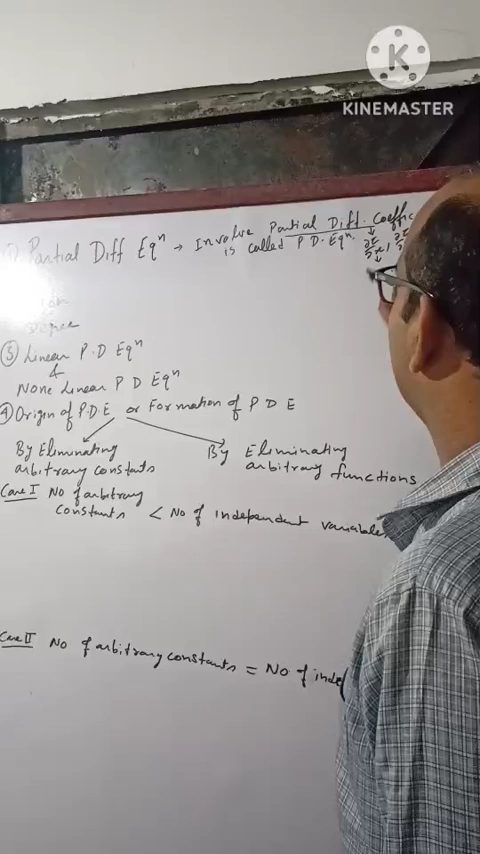 K
KINEMASTER
Partial Diff Eqⁿ → Involve Partial Diff. Coeffic
is called P D. Eqⁿ.
Degree
③ Linear P.D Eqⁿ
&
None Linear P D Eqⁿ
④ Origin of P.D.E or Formation of P D E
By Eliminating
arbitrary constants
By Eliminating
arbitrary functions
Case I No of arbitrary
constants < No of independent variables
Case II No of arbitrary constants = No of inde